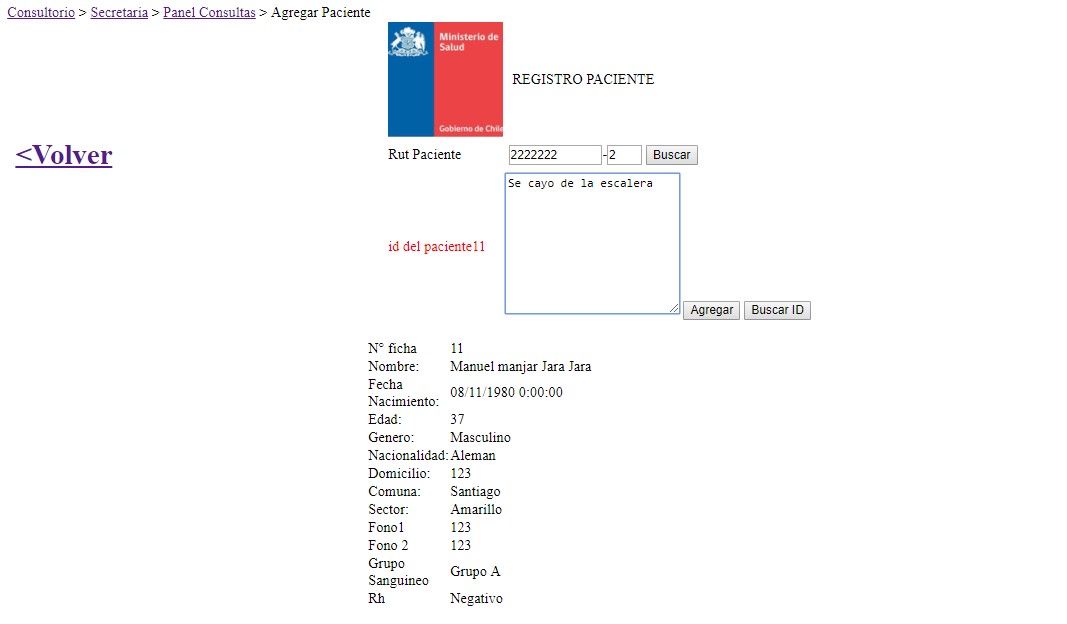 Consultorio > Secretaria > Panel Consultas > Agregar Paciente
Ministerio de
Salud
Gobierno de Chile
REGISTRO PACIENTE
<Volver
Rut Paciente 2222222 - 2 Buscar
Se cayo de la escalera
id del paciente11
Agregar Buscar ID
N° ficha 11
Nombre: Manuel manjar Jara Jara
Fecha
Nacimiento: 08/11/1980 0:00:00
Edad: 37
Genero: Masculino
Nacionalidad: Aleman
Domicilio: 123
Comuna: Santiago
Sector: Amarillo
Fono1 123
Fono 2 123
Grupo
Sanguineo Grupo A
Rh Negativo